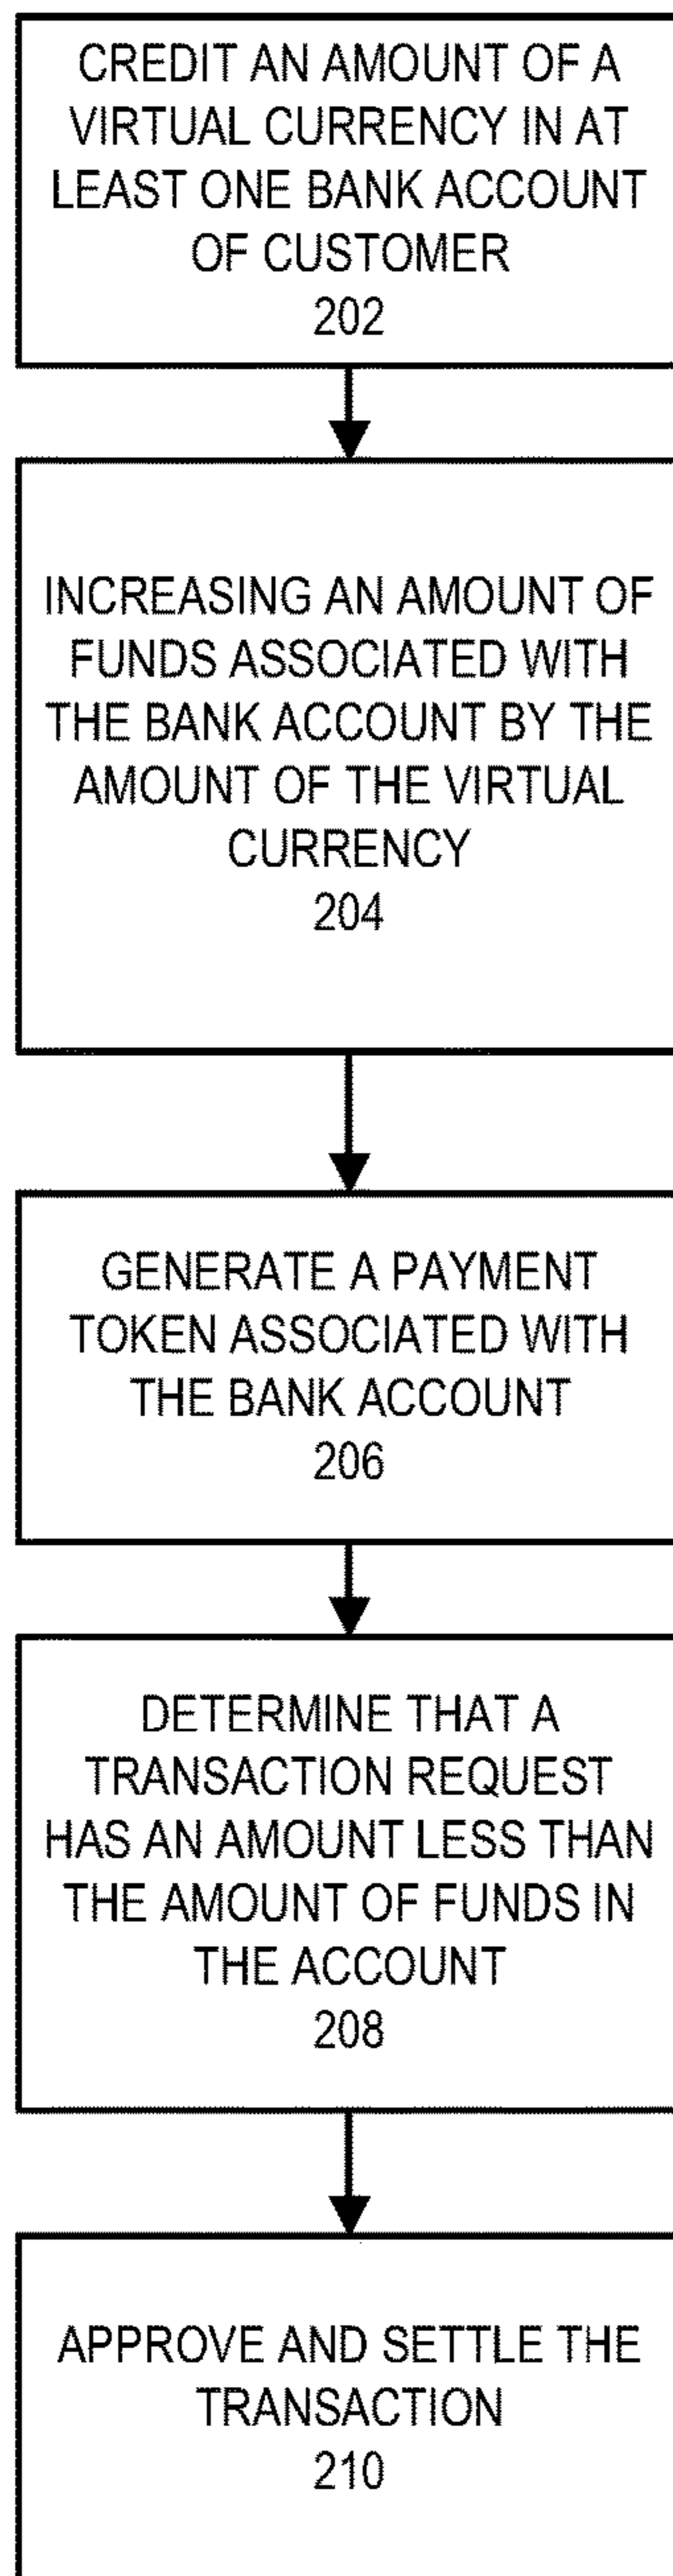 CREDIT AN AMOUNT OF A
VIRTUAL CURRENCY IN AT
LEAST ONE BANK ACCOUNT
OF CUSTOMER
202
INCREASING AN AMOUNT OF
FUNDS ASSOCIATED WITH
THE BANK ACCOUNT BY THE
AMOUNT OF THE VIRTUAL
CURRENCY
204
GENERATE A PAYMENT
TOKEN ASSOCIATED WITH
THE BANK ACCOUNT
206
DETERMINE THAT A
TRANSACTION REQUEST
HAS AN AMOUNT LESS THAN
THE AMOUNT OF FUNDS IN
THE ACCOUNT
208
APPROVE AND SETTLE THE
TRANSACTION
210